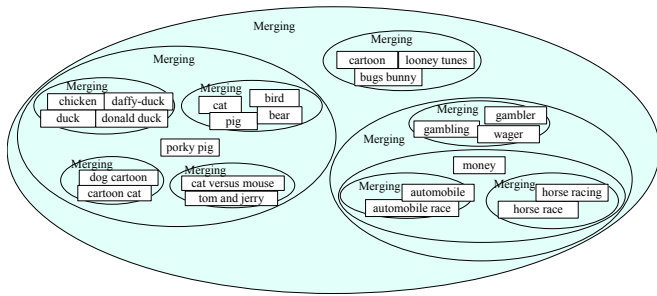 Merging
Merging
cartoon
looney tunes
bugs bunny
Merging
Merging
chicken
daffy-duck
duck
donald duck
Merging
cat
bird
pig
bear
porky pig
Merging
dog cartoon
cartoon cat
Merging
cat versus mouse
tom and jerry
Merging
Merging
gambler
gambling
wager
money
Merging
automobile
automobile race
Merging
horse racing
horse race